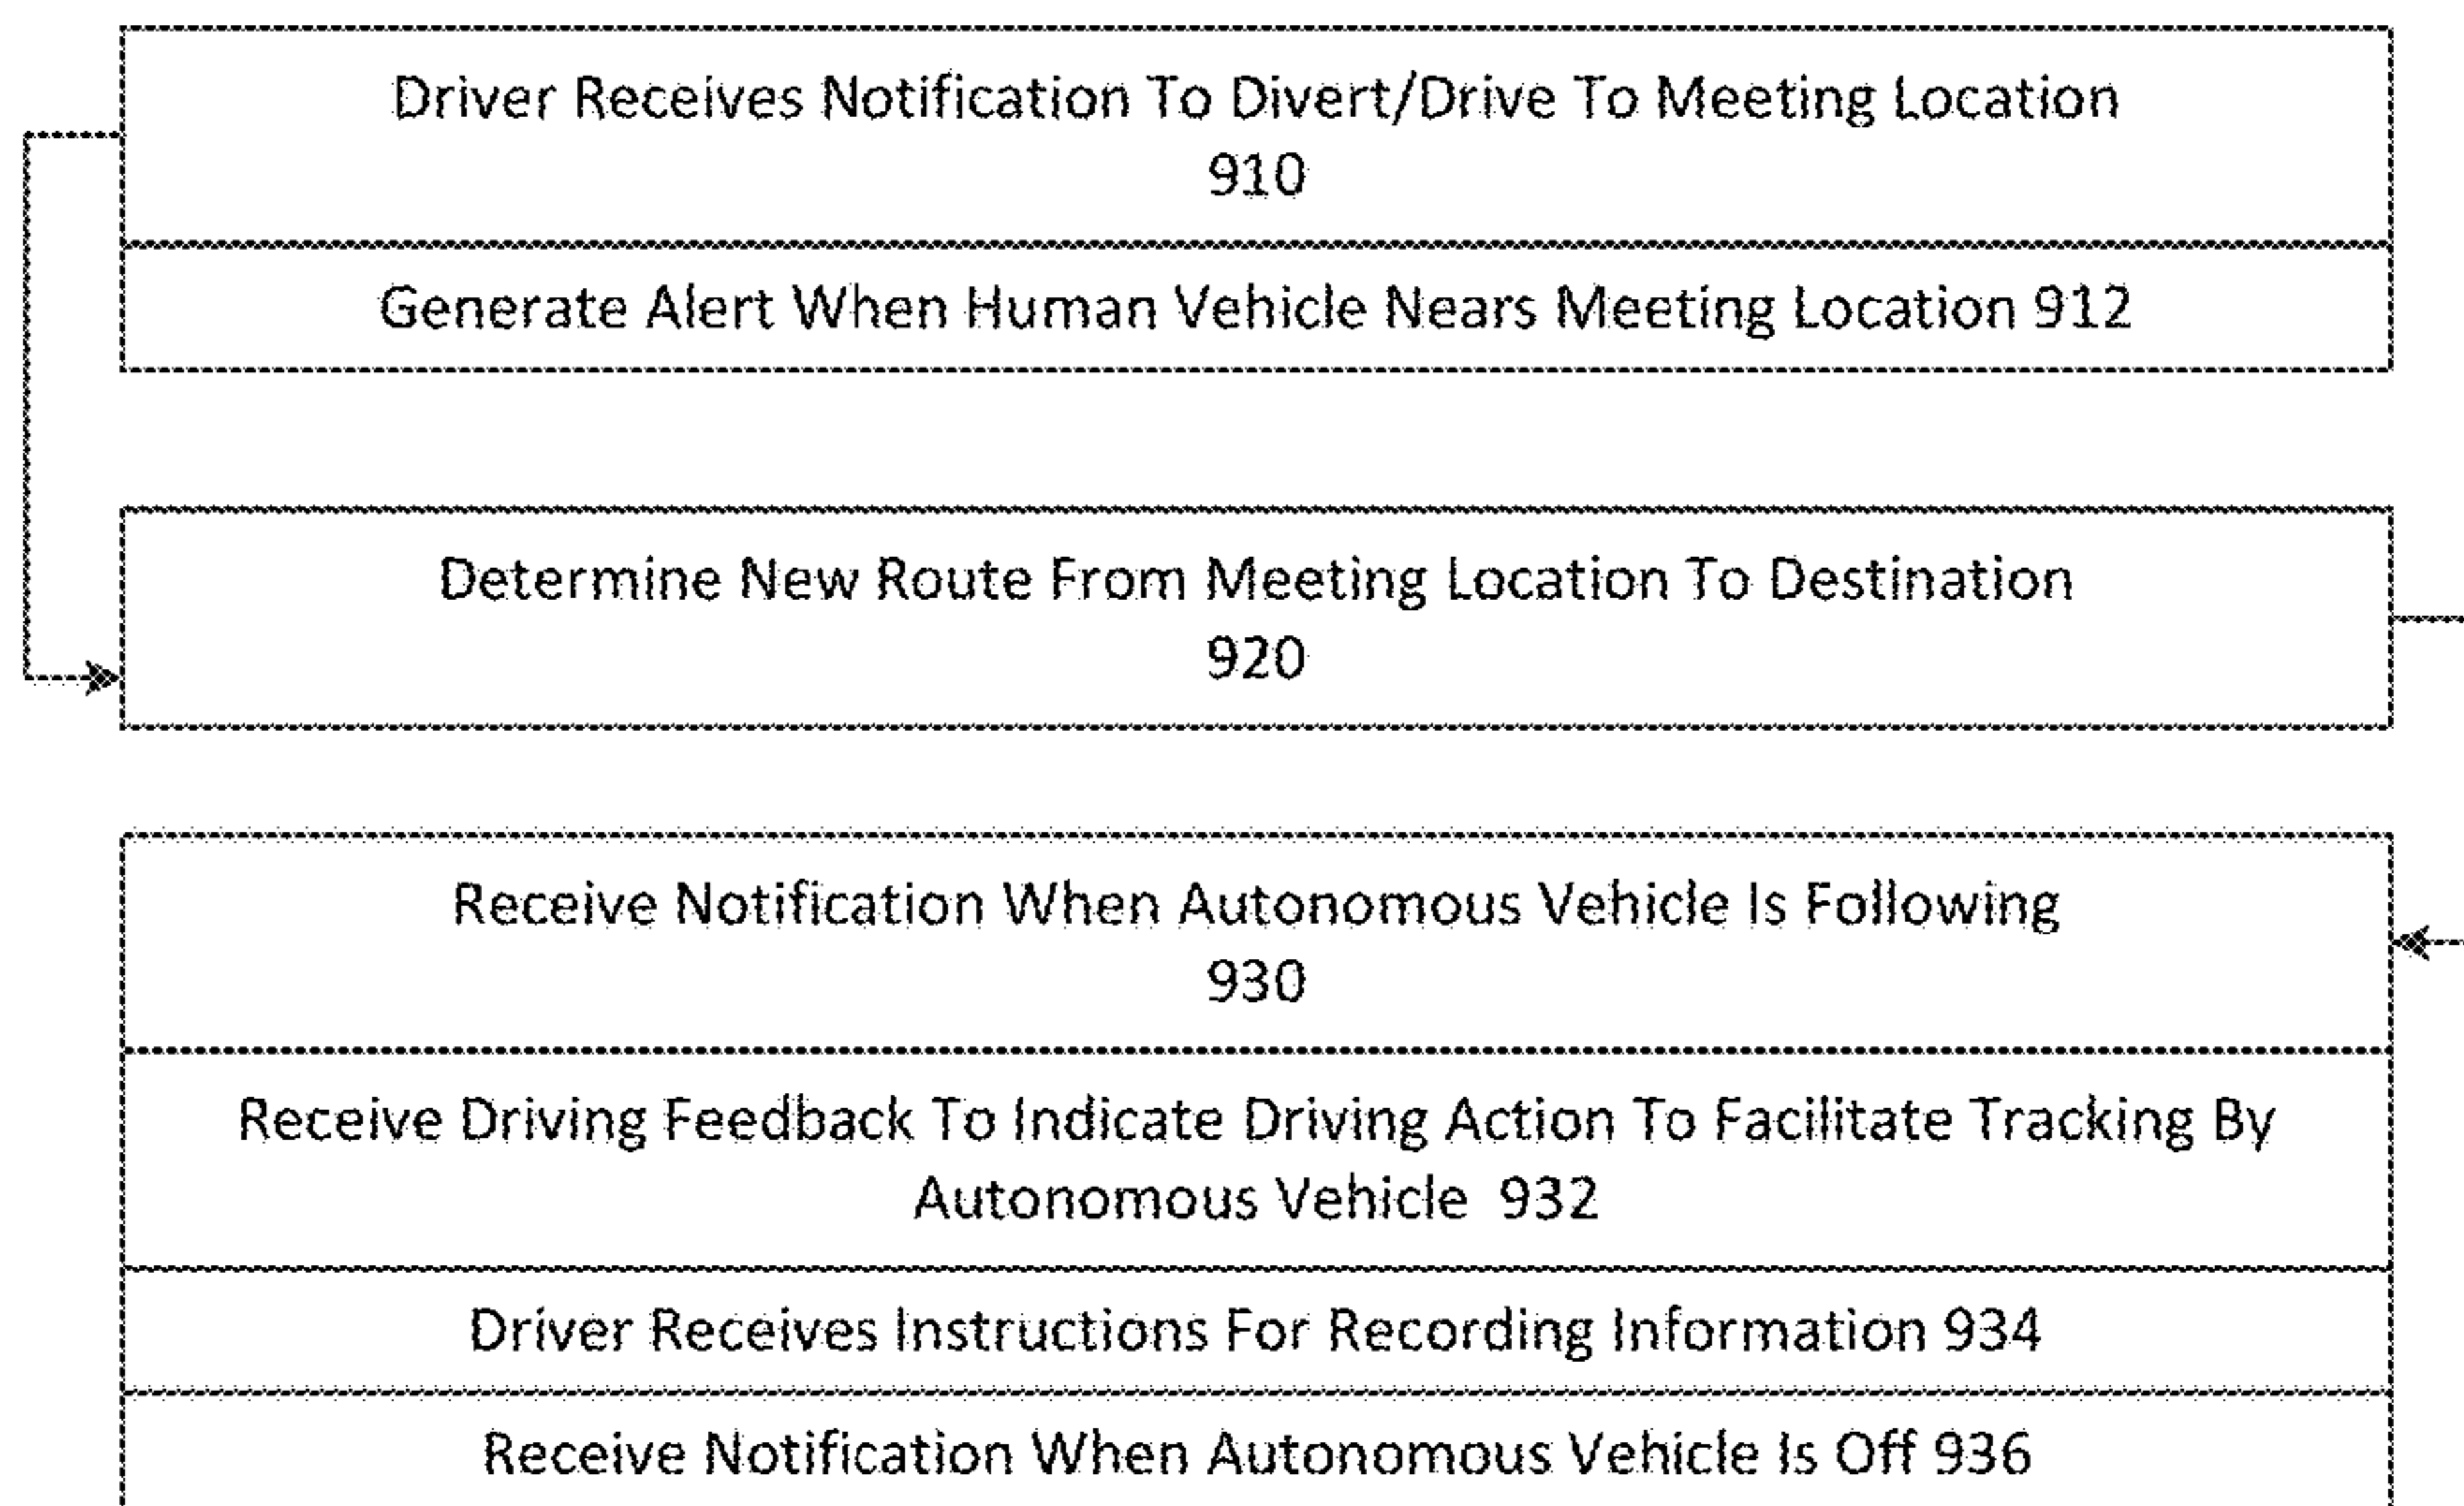 Driver Receives Notification To Divert/Drive To Meeting Location
910
Generate Alert When Human Vehicle Nears Meeting Location 912
Determine New Route From Meeting Location To Destination
920
Receive Notification When Autonomous Vehicle Is Following
930
Receive Driving Feedback To Indicate Driving Action To Facilitate Tracking By
Autonomous Vehicle 932
Driver Receives Instructions For Recording Information 934
Receive Notification When Autonomous Vehicle Is Off 936